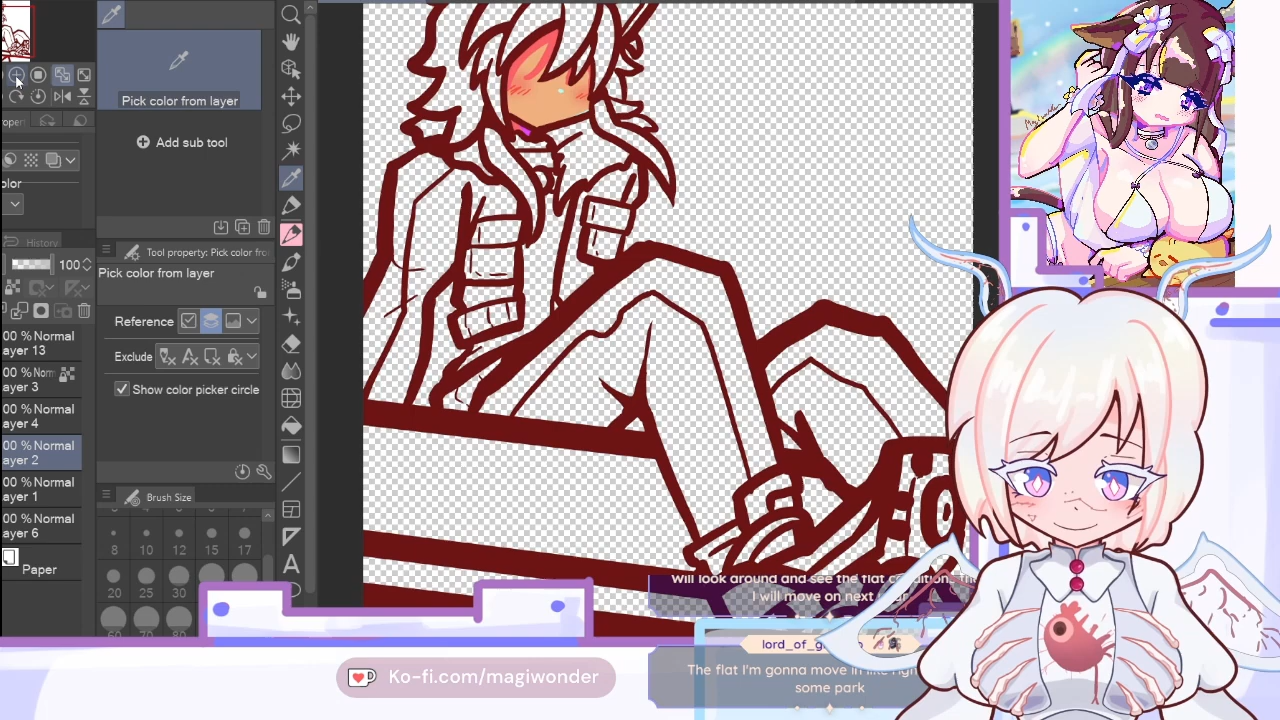 Pick color from layer
Add sub tool
Tool property: Pick color fro
Pick color from layer
Reference
Exclude
Show color picker circle
Brush Size
8 10 12 15 17
20 25 30
60 70 80
olor
History
100
00 % Normal
ayer 13
00 % Norm
ayer 3
00 % Normal
ayer 4
00 % Normal
ayer 2
00 % Normal
ayer 1
00 % Normal
ayer 6
Paper
Will look around and see the flat
I will move on next
The flat I'm gonna move in like
some park
Ko-fi.com/magiwonder